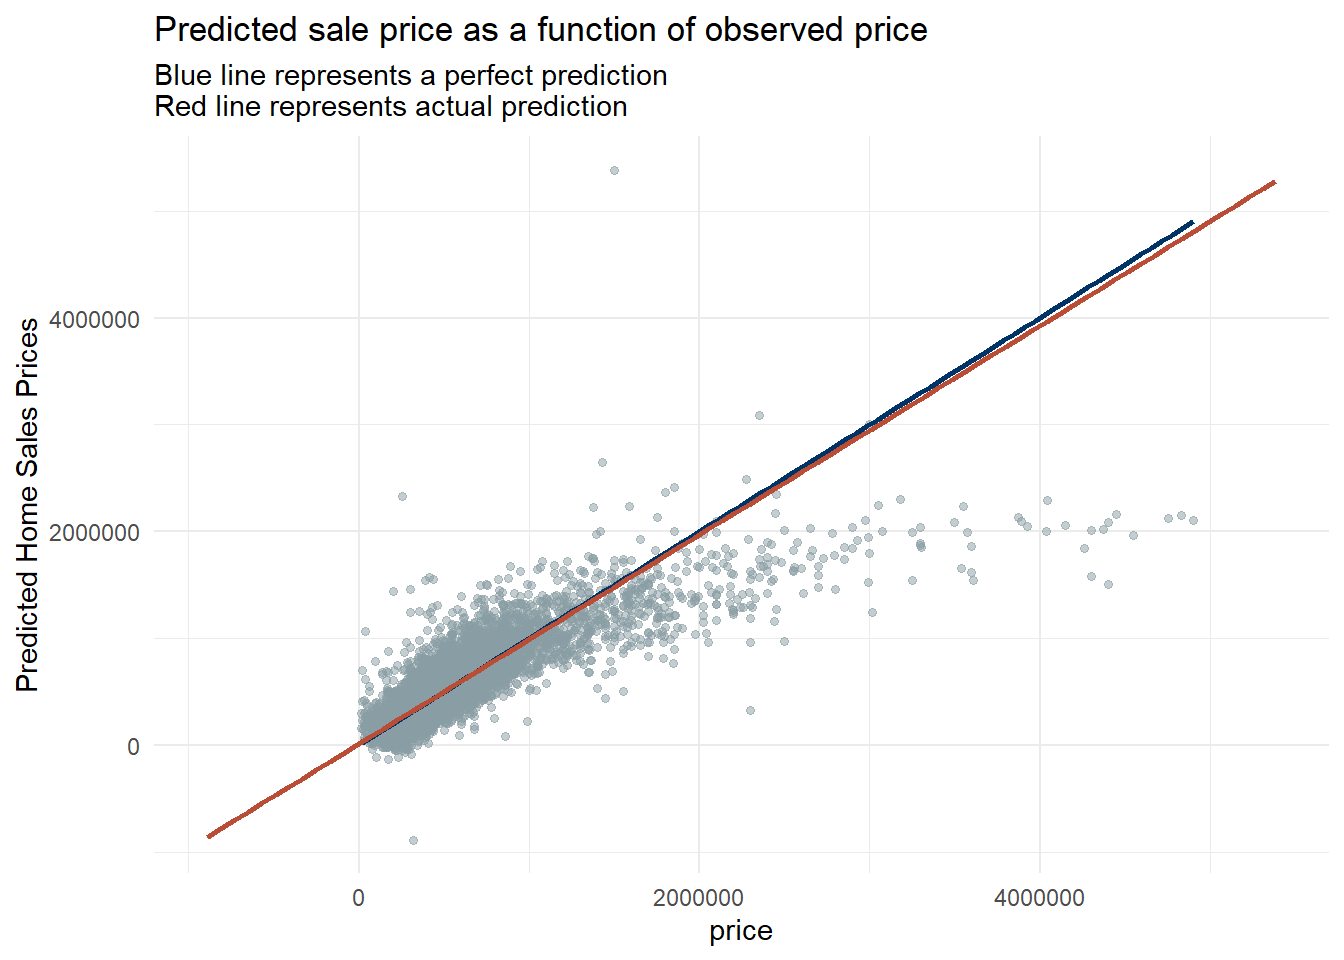 Predicted sale price as a function of observed price
Blue line represents a perfect prediction
Red line represents actual prediction
Predicted Home Sales Prices
4000000
2000000
0
0
2000000
4000000
price